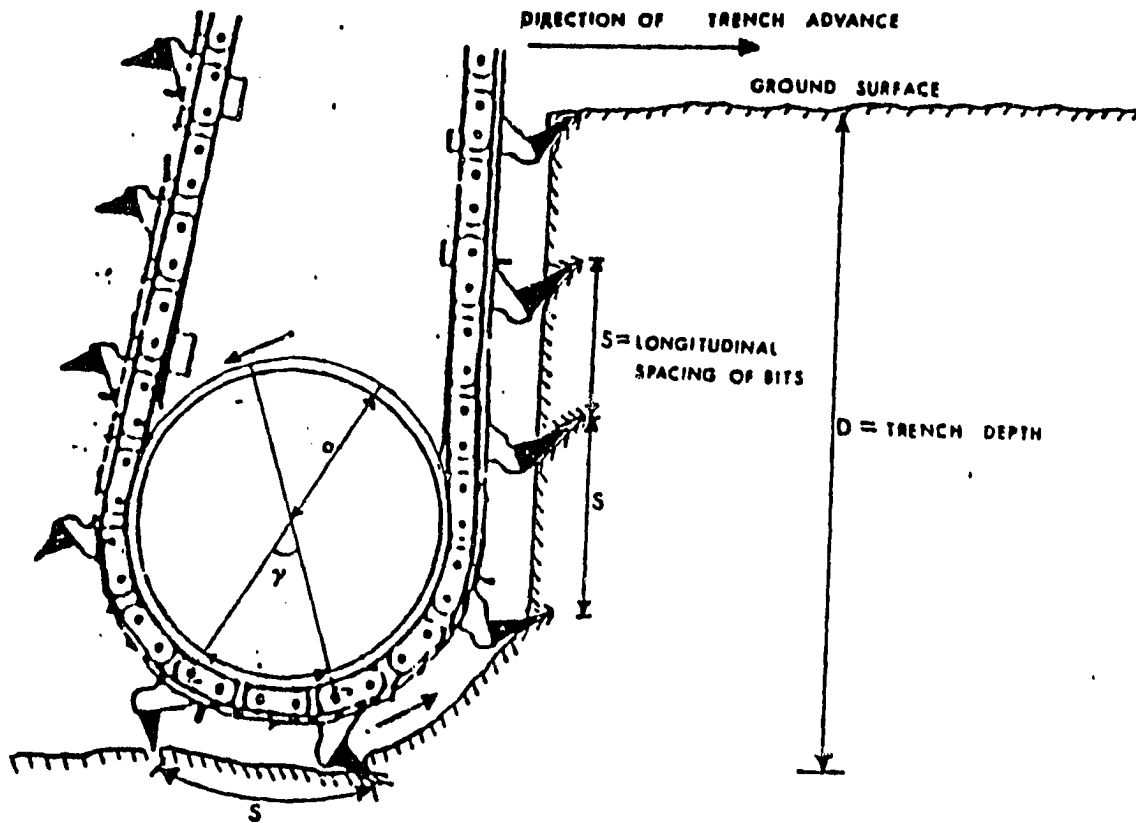 DIRECTION OF TRENCH ADVANCE
GROUND SURFACE
S = LONGITUDINAL
SPACING OF BITS
D = TRENCH DEPTH
S
γ
S